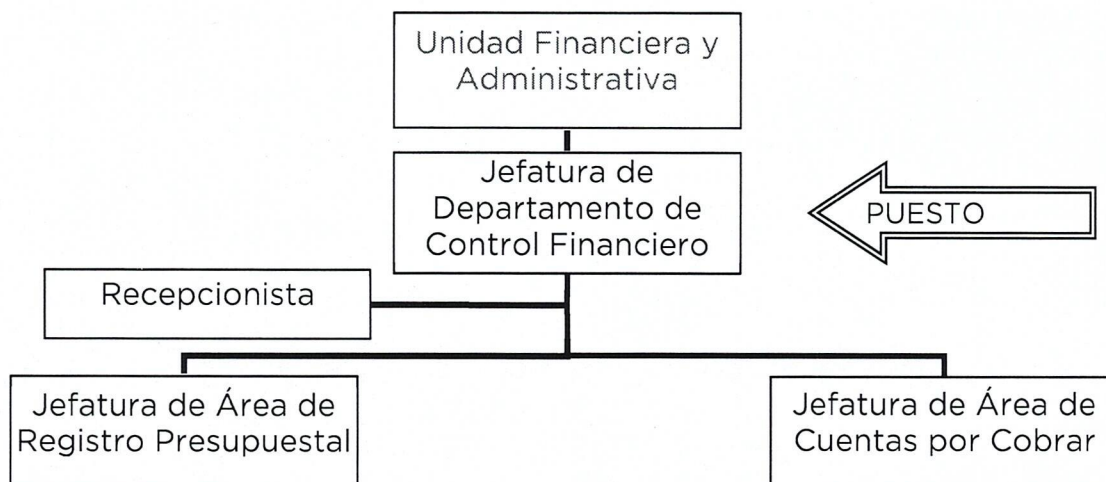 Unidad Financiera y
Administrativa
Jefatura de
Departamento de
Control Financiero
PUESTO
Recepcionista
Jefatura de Área de
Registro Presupuestal
Jefatura de Área de
Cuentas por Cobrar